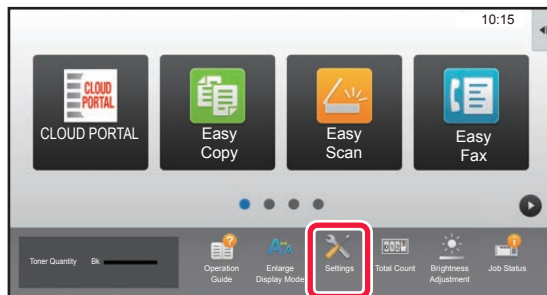 10:15
CLOUD
PORTAL
CLOUD PORTAL
Easy
Copy
Easy
Scan
Easy
Fax
Toner Quantity Bk
Operation
Guide
Enlarge
Display Mode
Settings
Total Count
Brightness
Adjustment
Job Status